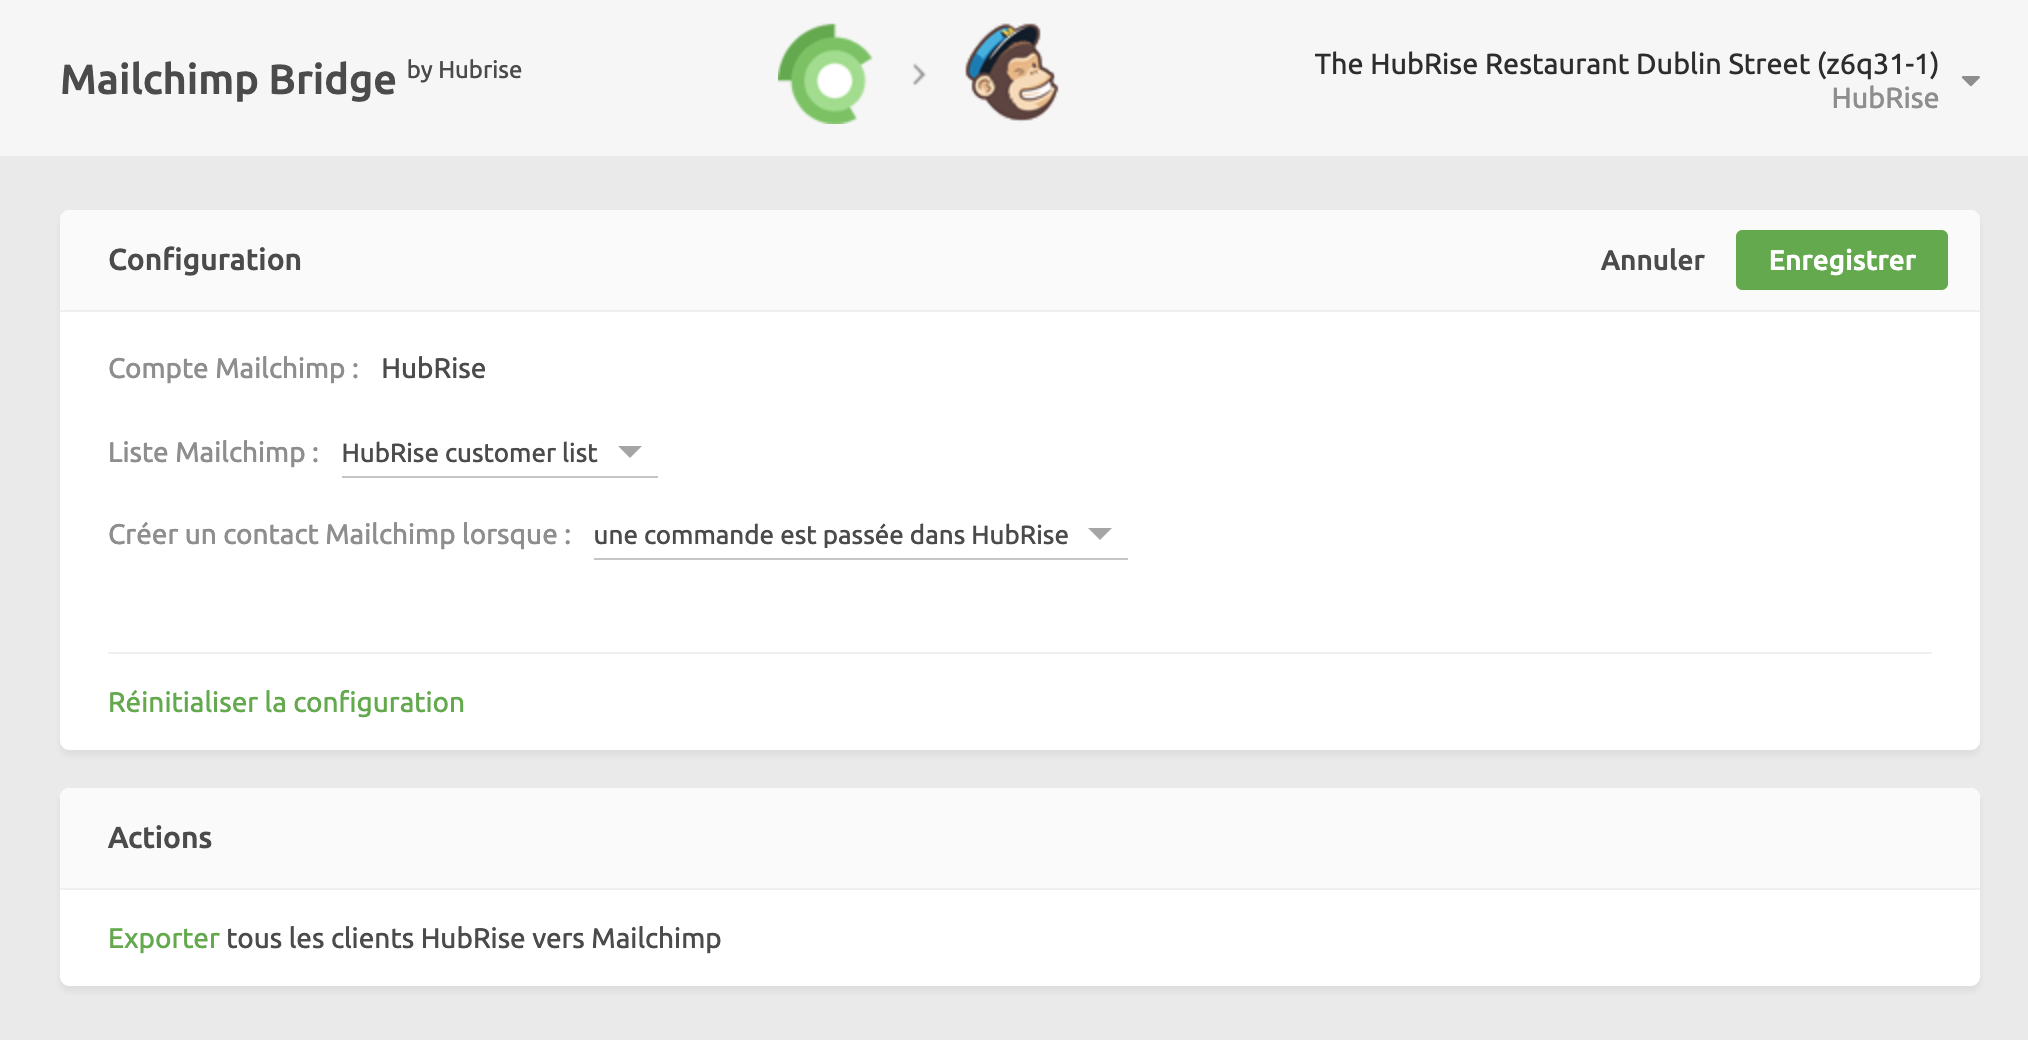 Mailchimp Bridge by Hubrise
The HubRise Restaurant Dublin Street (z6q31-1)
HubRise
Configuration
Annuler
Enregistrer
Compte Mailchimp : HubRise
Liste Mailchimp : HubRise customer list
Créer un contact Mailchimp lorsque : une commande est passée dans HubRise
Réinitialiser la configuration
Actions
Exporter tous les clients HubRise vers Mailchimp